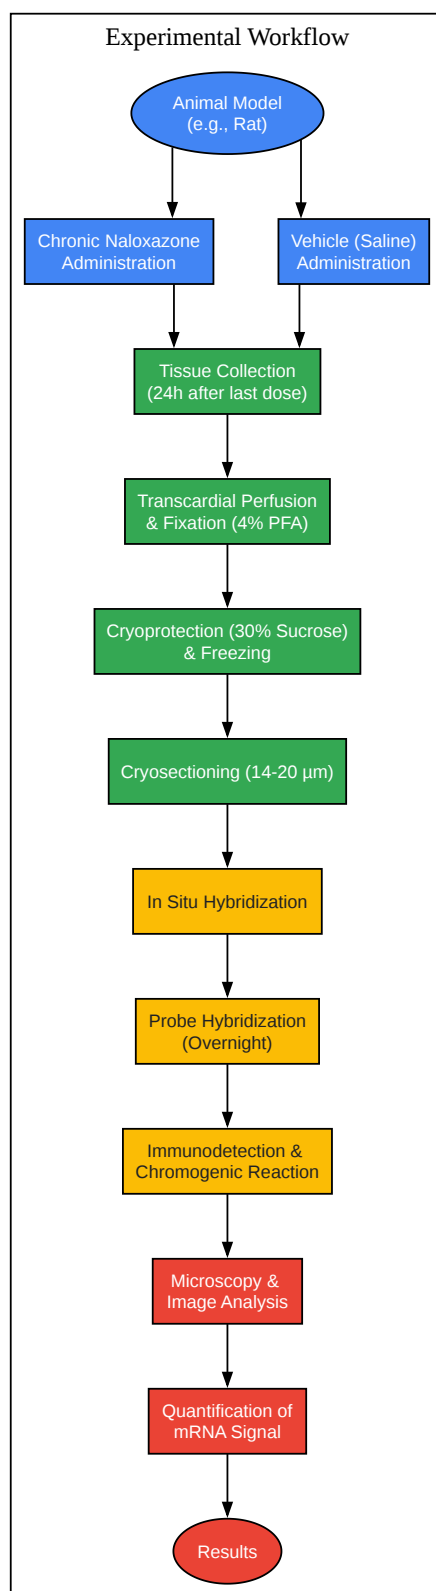 Experimental Workflow
Animal Model
(e.g., Rat)
Chronic Naloxazone
Administration
Vehicle (Saline)
Administration
Tissue Collection
(24h after last dose)
Transcardial Perfusion
& Fixation (4% PFA)
Cryoprotection (30% Sucrose)
& Freezing
Cryosectioning (14-20 µm)
In Situ Hybridization
Probe Hybridization
(Overnight)
Immunodetection &
Chromogenic Reaction
Microscopy &
Image Analysis
Quantification of
mRNA Signal
Results